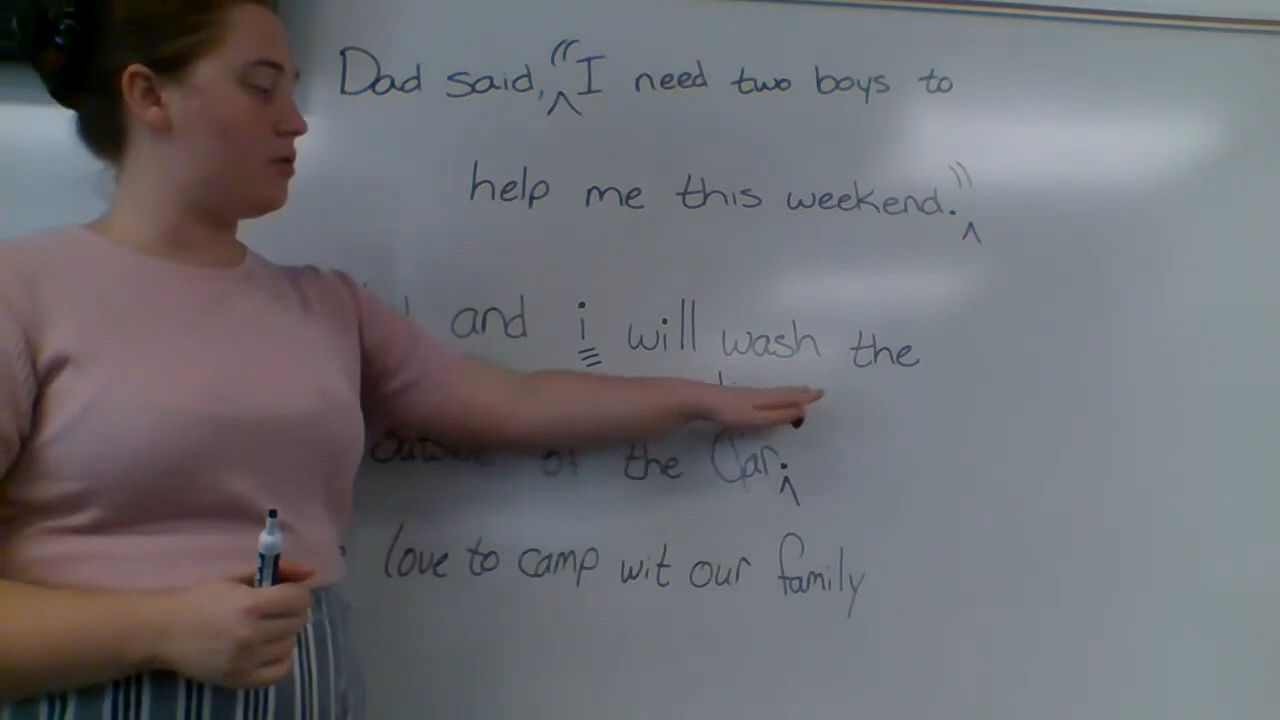 Dad said, "I need two boys to
help me this weekend."
and i will wash the
outside of the Car.
love to camp wit our family